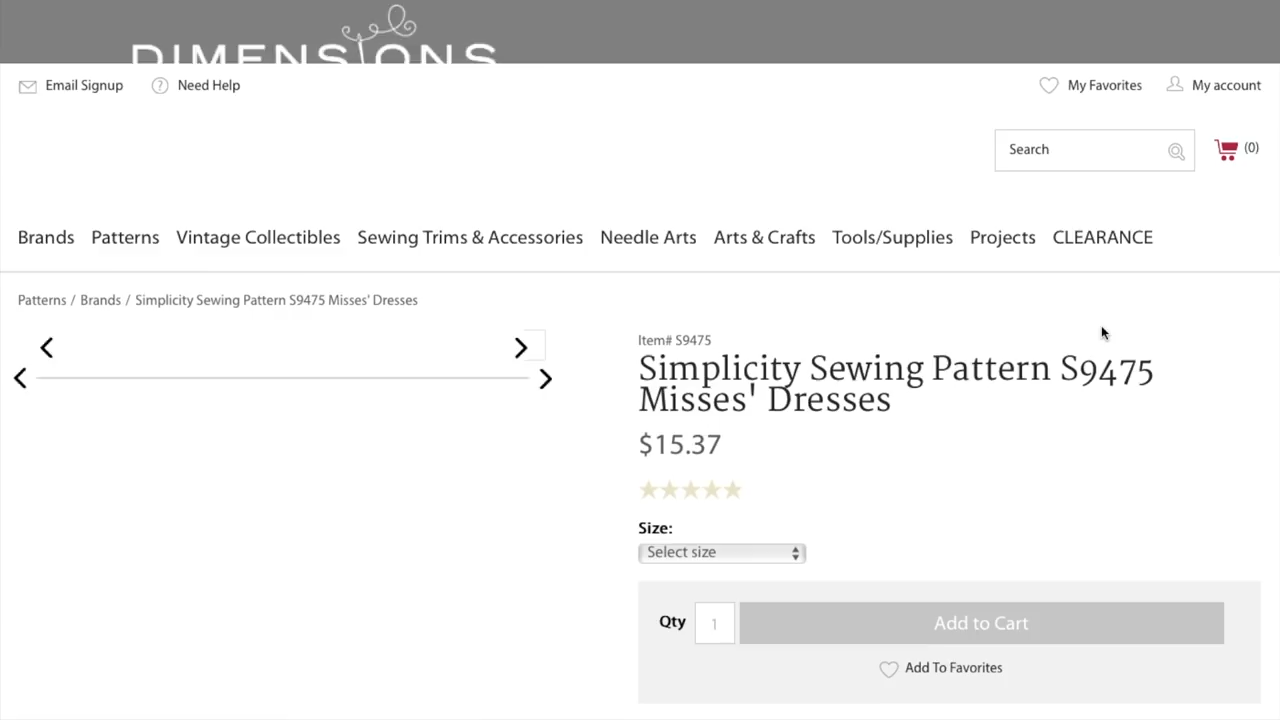 DIMENSIONS
Email Signup
Need Help
My Favorites
My account
Search
(0)
Brands
Patterns
Vintage Collectibles
Sewing Trims & Accessories
Needle Arts
Arts & Crafts
Tools/Supplies
Projects
CLEARANCE
Patterns / Brands / Simplicity Sewing Pattern S9475 Misses' Dresses
Item# S9475
Simplicity Sewing Pattern S9475
Misses' Dresses
$15.37
Size:
Select size
Qty
1
Add to Cart
Add To Favorites